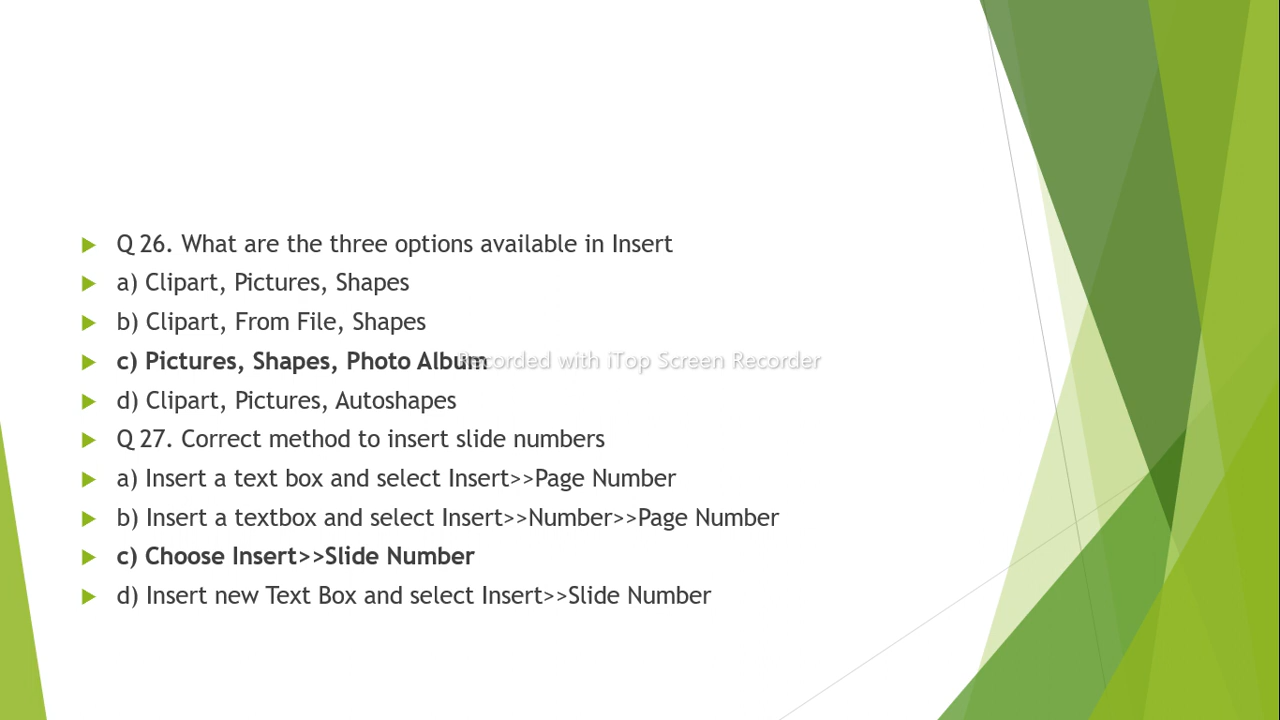 Q 26. What are the three options available in Insert
a) Clipart, Pictures, Shapes
b) Clipart, From File, Shapes
c) Pictures, Shapes, Photo Album
Recorded with iTop Screen Recorder
d) Clipart, Pictures, Autoshapes
Q 27. Correct method to insert slide numbers
a) Insert a text box and select Insert>>Page Number
b) Insert a textbox and select Insert>>Number>>Page Number
c) Choose Insert>>Slide Number
d) Insert new Text Box and select Insert>>Slide Number